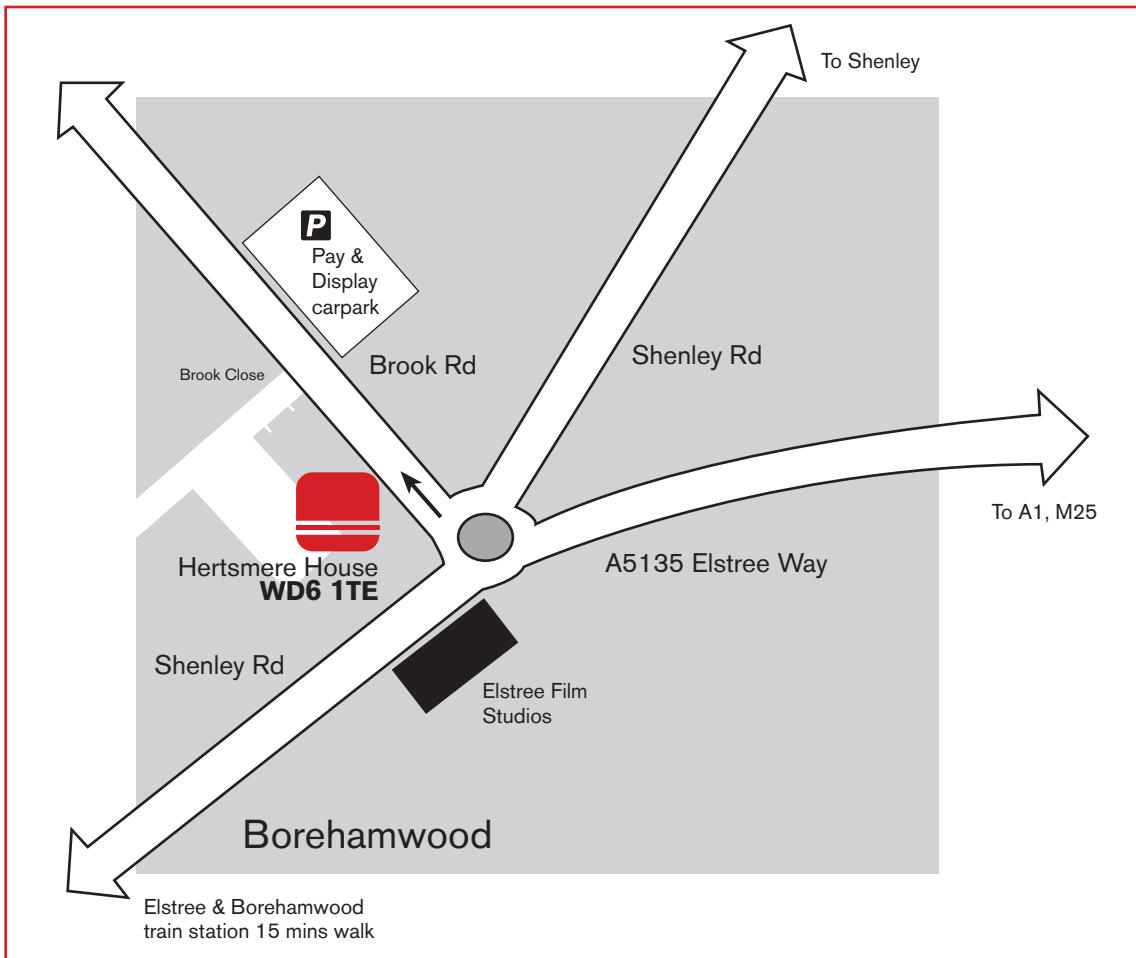 To Shenley
P
Pay &
Display
carpark
Brook Rd
Shenley Rd
Brook Close
To A1, M25
Hertsmere House
WD6 1TE
A5135 Elstree Way
Shenley Rd
Elstree Film
Studios
Borehamwood
Elstree & Borehamwood
train station 15 mins walk